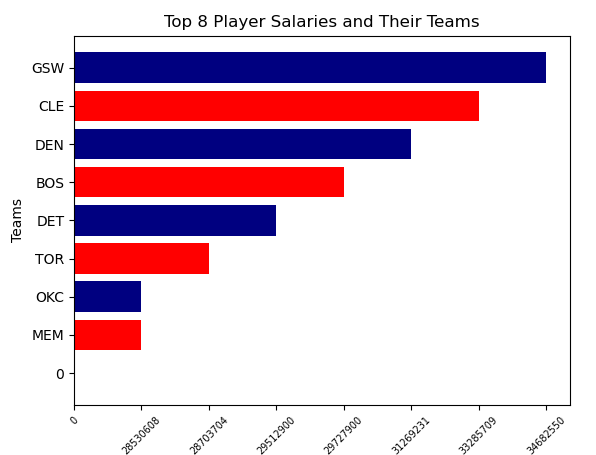 Top 8 Player Salaries and Their Teams
Teams
GSW
CLE
DEN
BOS
DET
TOR
OKC
MEM
0
0
28530608
28703704
29512900
29727900
31269231
33285709
34682550